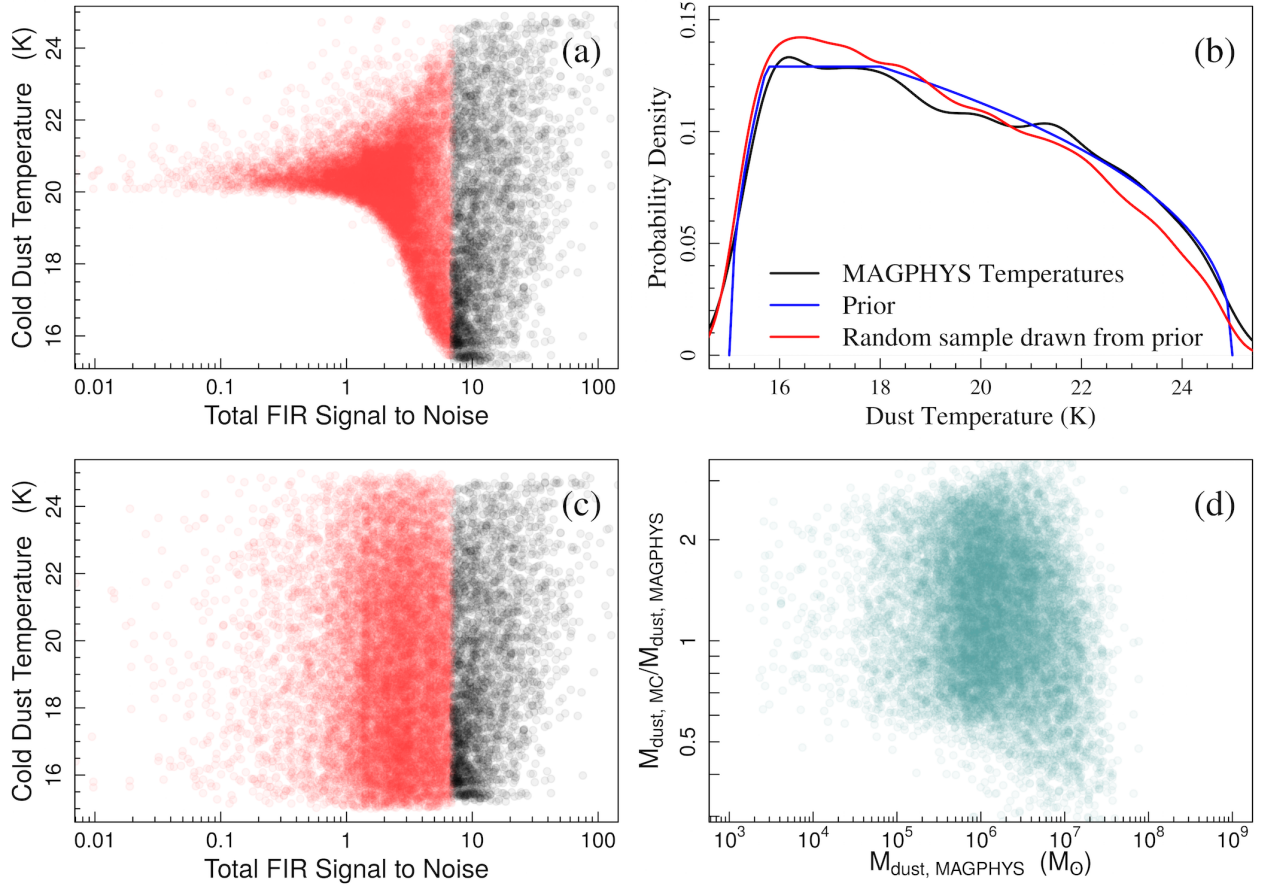 (a)
Cold Dust Temperature (K)
16 18 20 22 24
0.01 0.1 1 10 100
Total FIR Signal to Noise
(b)
Probability Density
0 0.05 0.1 0.15
MAGPHYS Temperatures
Prior
Random sample drawn from prior
16 18 20 22 24
Dust Temperature (K)
(c)
Cold Dust Temperature (K)
16 18 20 22 24
0.01 0.1 1 10 100
Total FIR Signal to Noise
(d)
M_dust, MC/M_dust, MAGPHYS
0.5 1 2
10^3 10^4 10^5 10^6 10^7 10^8 10^9
M_dust, MAGPHYS (M_⊙)